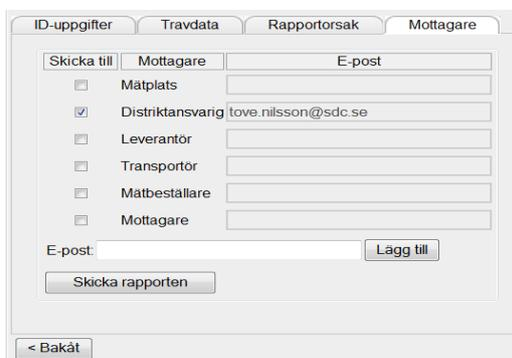 ID-uppgifter Travdata Rapportorsak Mottagare
Skicka till Mottagare E-post
Mätplats
Distriktansvarig tove.nilsson@sdc.se
Leverantör
Transportör
Mätbeställare
Mottagare
E-post: Lägg till
Skicka rapporten
< Bakåt